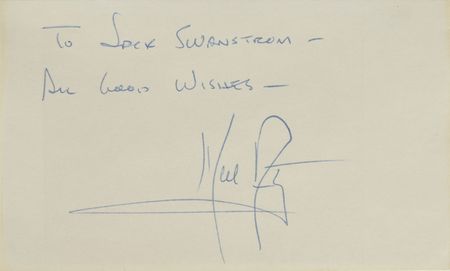 To Jack Swanstrom –
All Good Wishes –